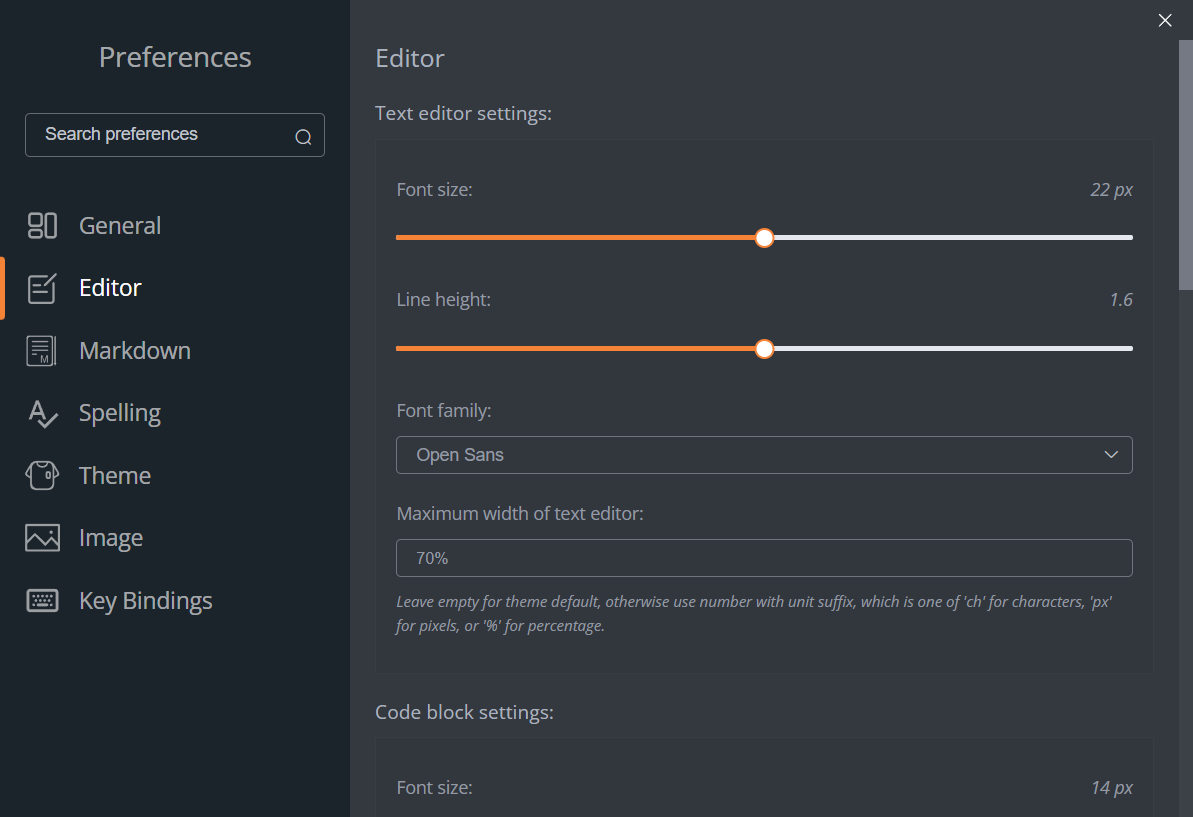 Preferences
Search preferences
General
Editor
Markdown
M
Spelling
Theme
Image
Key Bindings
Editor
Text editor settings:
Font size:
22 px
Line height:
1.6
Font family:
Open Sans
Maximum width of text editor:
70%
Leave empty for theme default, otherwise use number with unit suffix, which is one of 'ch' for characters, 'px'
for pixels, or '%' for percentage.
Code block settings:
Font size:
14 px